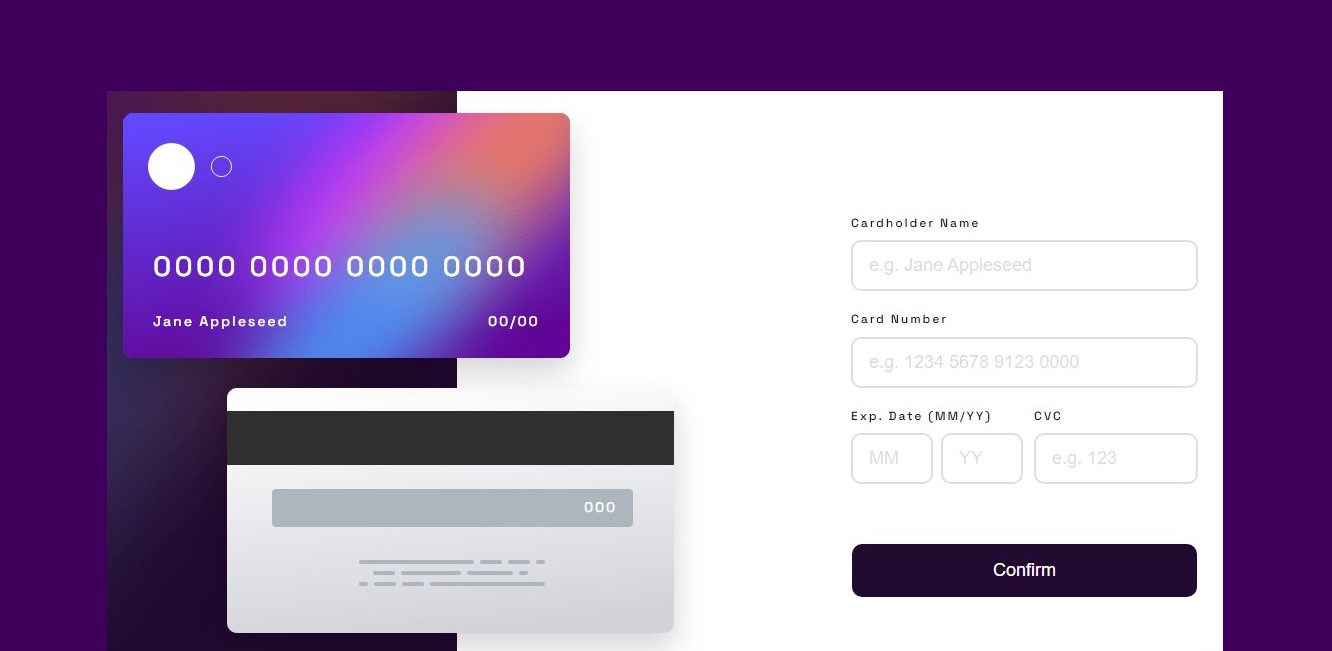 0000 0000 0000 0000
Jane Appleseed 00/00
000
Cardholder Name
e.g. Jane Appleseed
Card Number
e.g. 1234 5678 9123 0000
Exp. Date (MM/YY) CVC
MM YY e.g. 123
Confirm